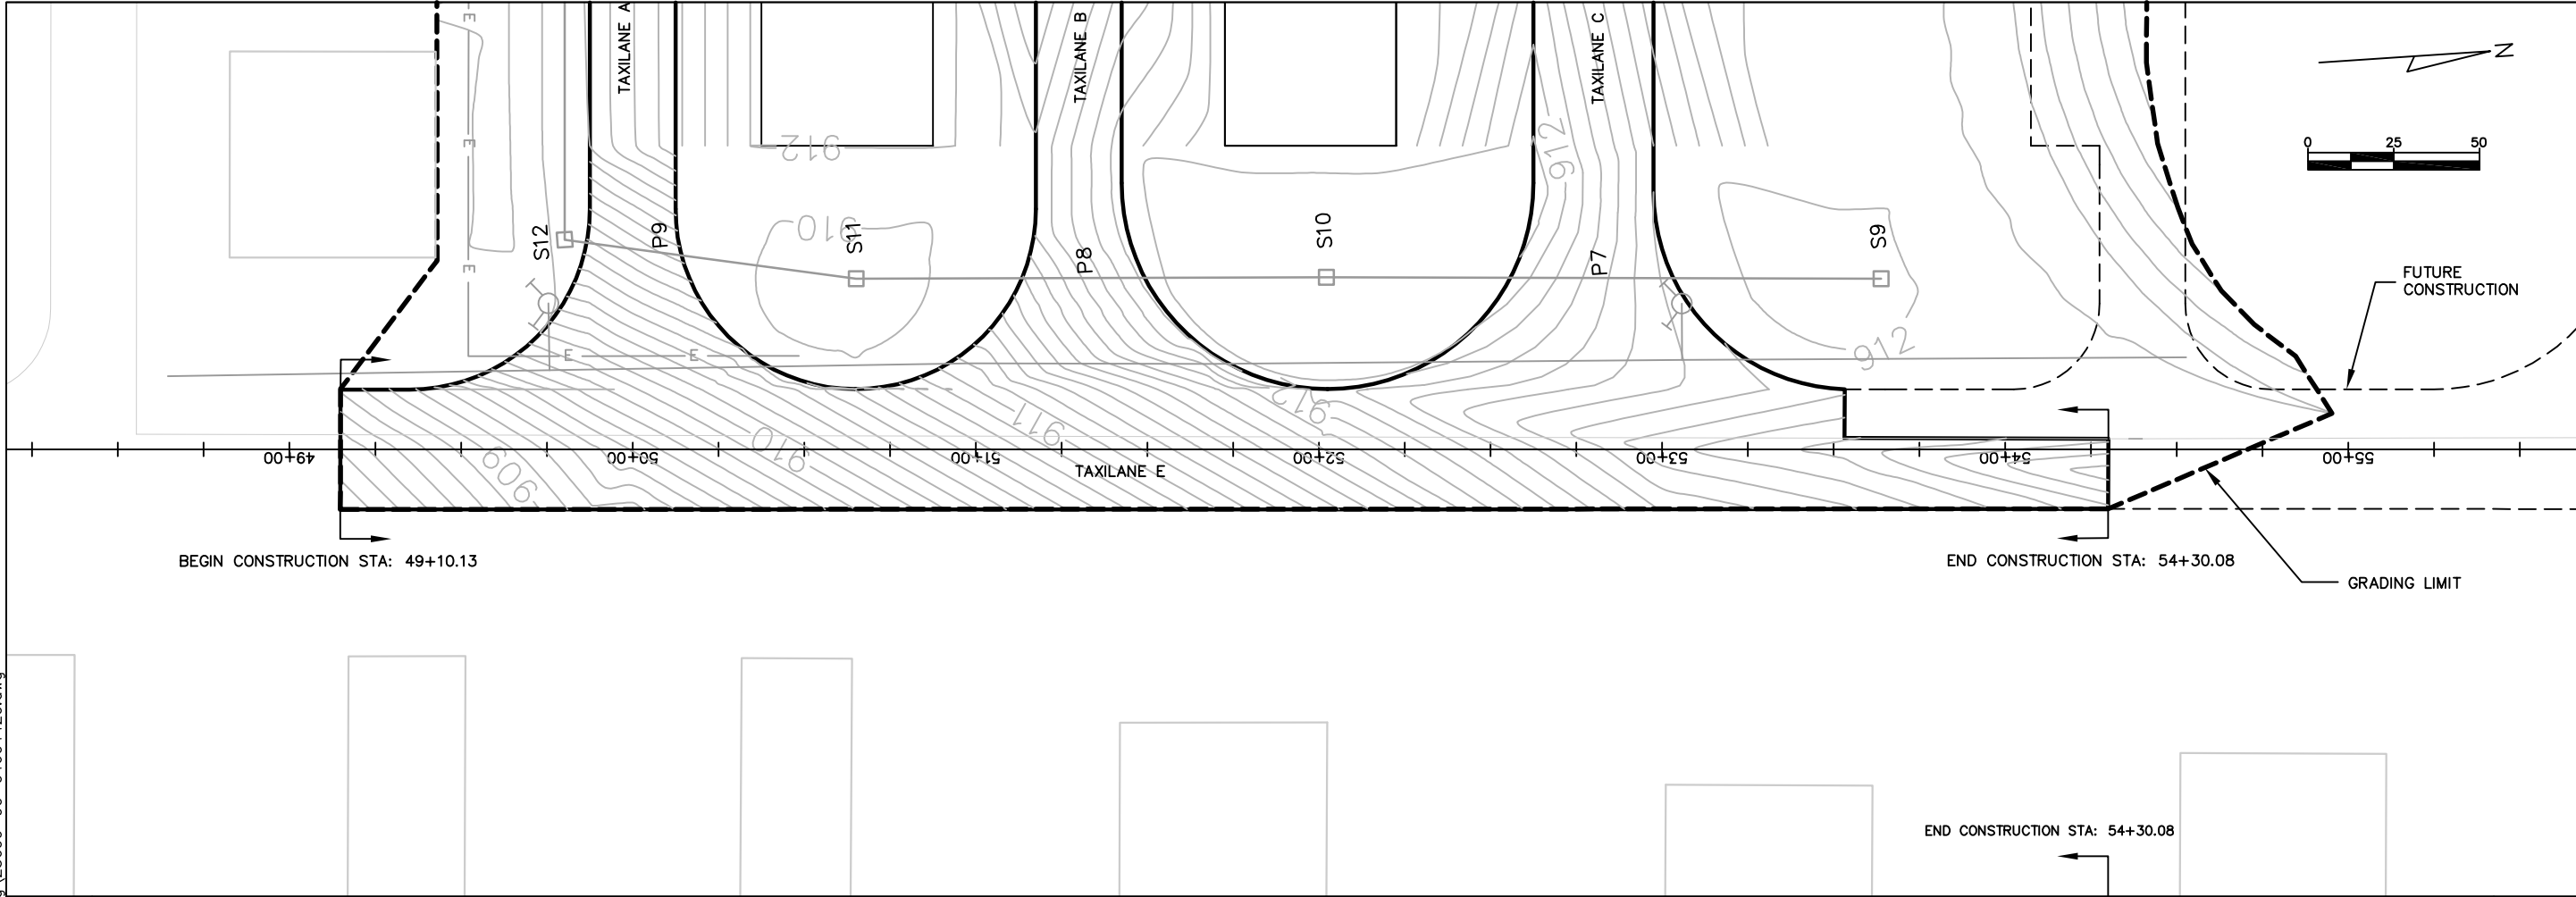 TAXILANE A
TAXILANE B
TAXILANE C
N
0 25 50
E
E
E
912
912
910
S12
P9
S11
P8
S10
P7
S9
FUTURE
CONSTRUCTION
E
E
912
912
911
910
909
49+00
50+00
51+00
52+00
53+00
54+00
55+00
TAXILANE E
BEGIN CONSTRUCTION STA: 49+10.13
END CONSTRUCTION STA: 54+30.08
GRADING LIMIT
END CONSTRUCTION STA: 54+30.08